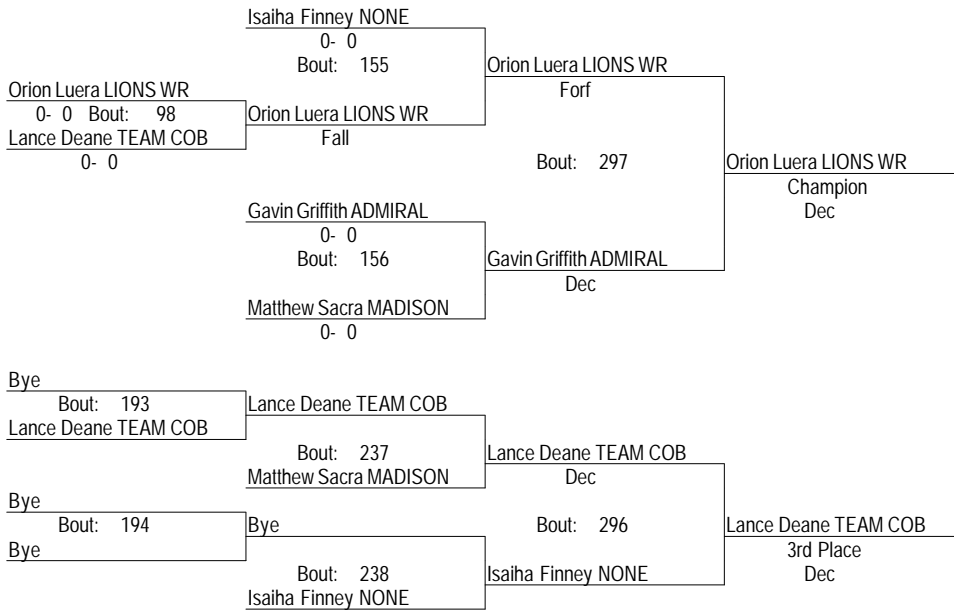 Isaiha Finney NONE
0- 0
Bout: 155
Orion Luera LIONS WR
Forf
Orion Luera LIONS WR
0- 0 Bout: 98
Orion Luera LIONS WR
Fall
Lance Deane TEAM COB
0- 0
Bout: 297
Orion Luera LIONS WR
Champion
Dec
Gavin Griffith ADMIRAL
0- 0
Bout: 156
Gavin Griffith ADMIRAL
Dec
Matthew Sacra MADISON
0- 0
Bye
Bout: 193
Lance Deane TEAM COB
Lance Deane TEAM COB
Bout: 237
Lance Deane TEAM COB
Dec
Matthew Sacra MADISON
Bye
Bout: 194
Bye
Bye
Bout: 296
Lance Deane TEAM COB
3rd Place
Dec
Bout: 238
Isaiha Finney NONE
Isaiha Finney NONE